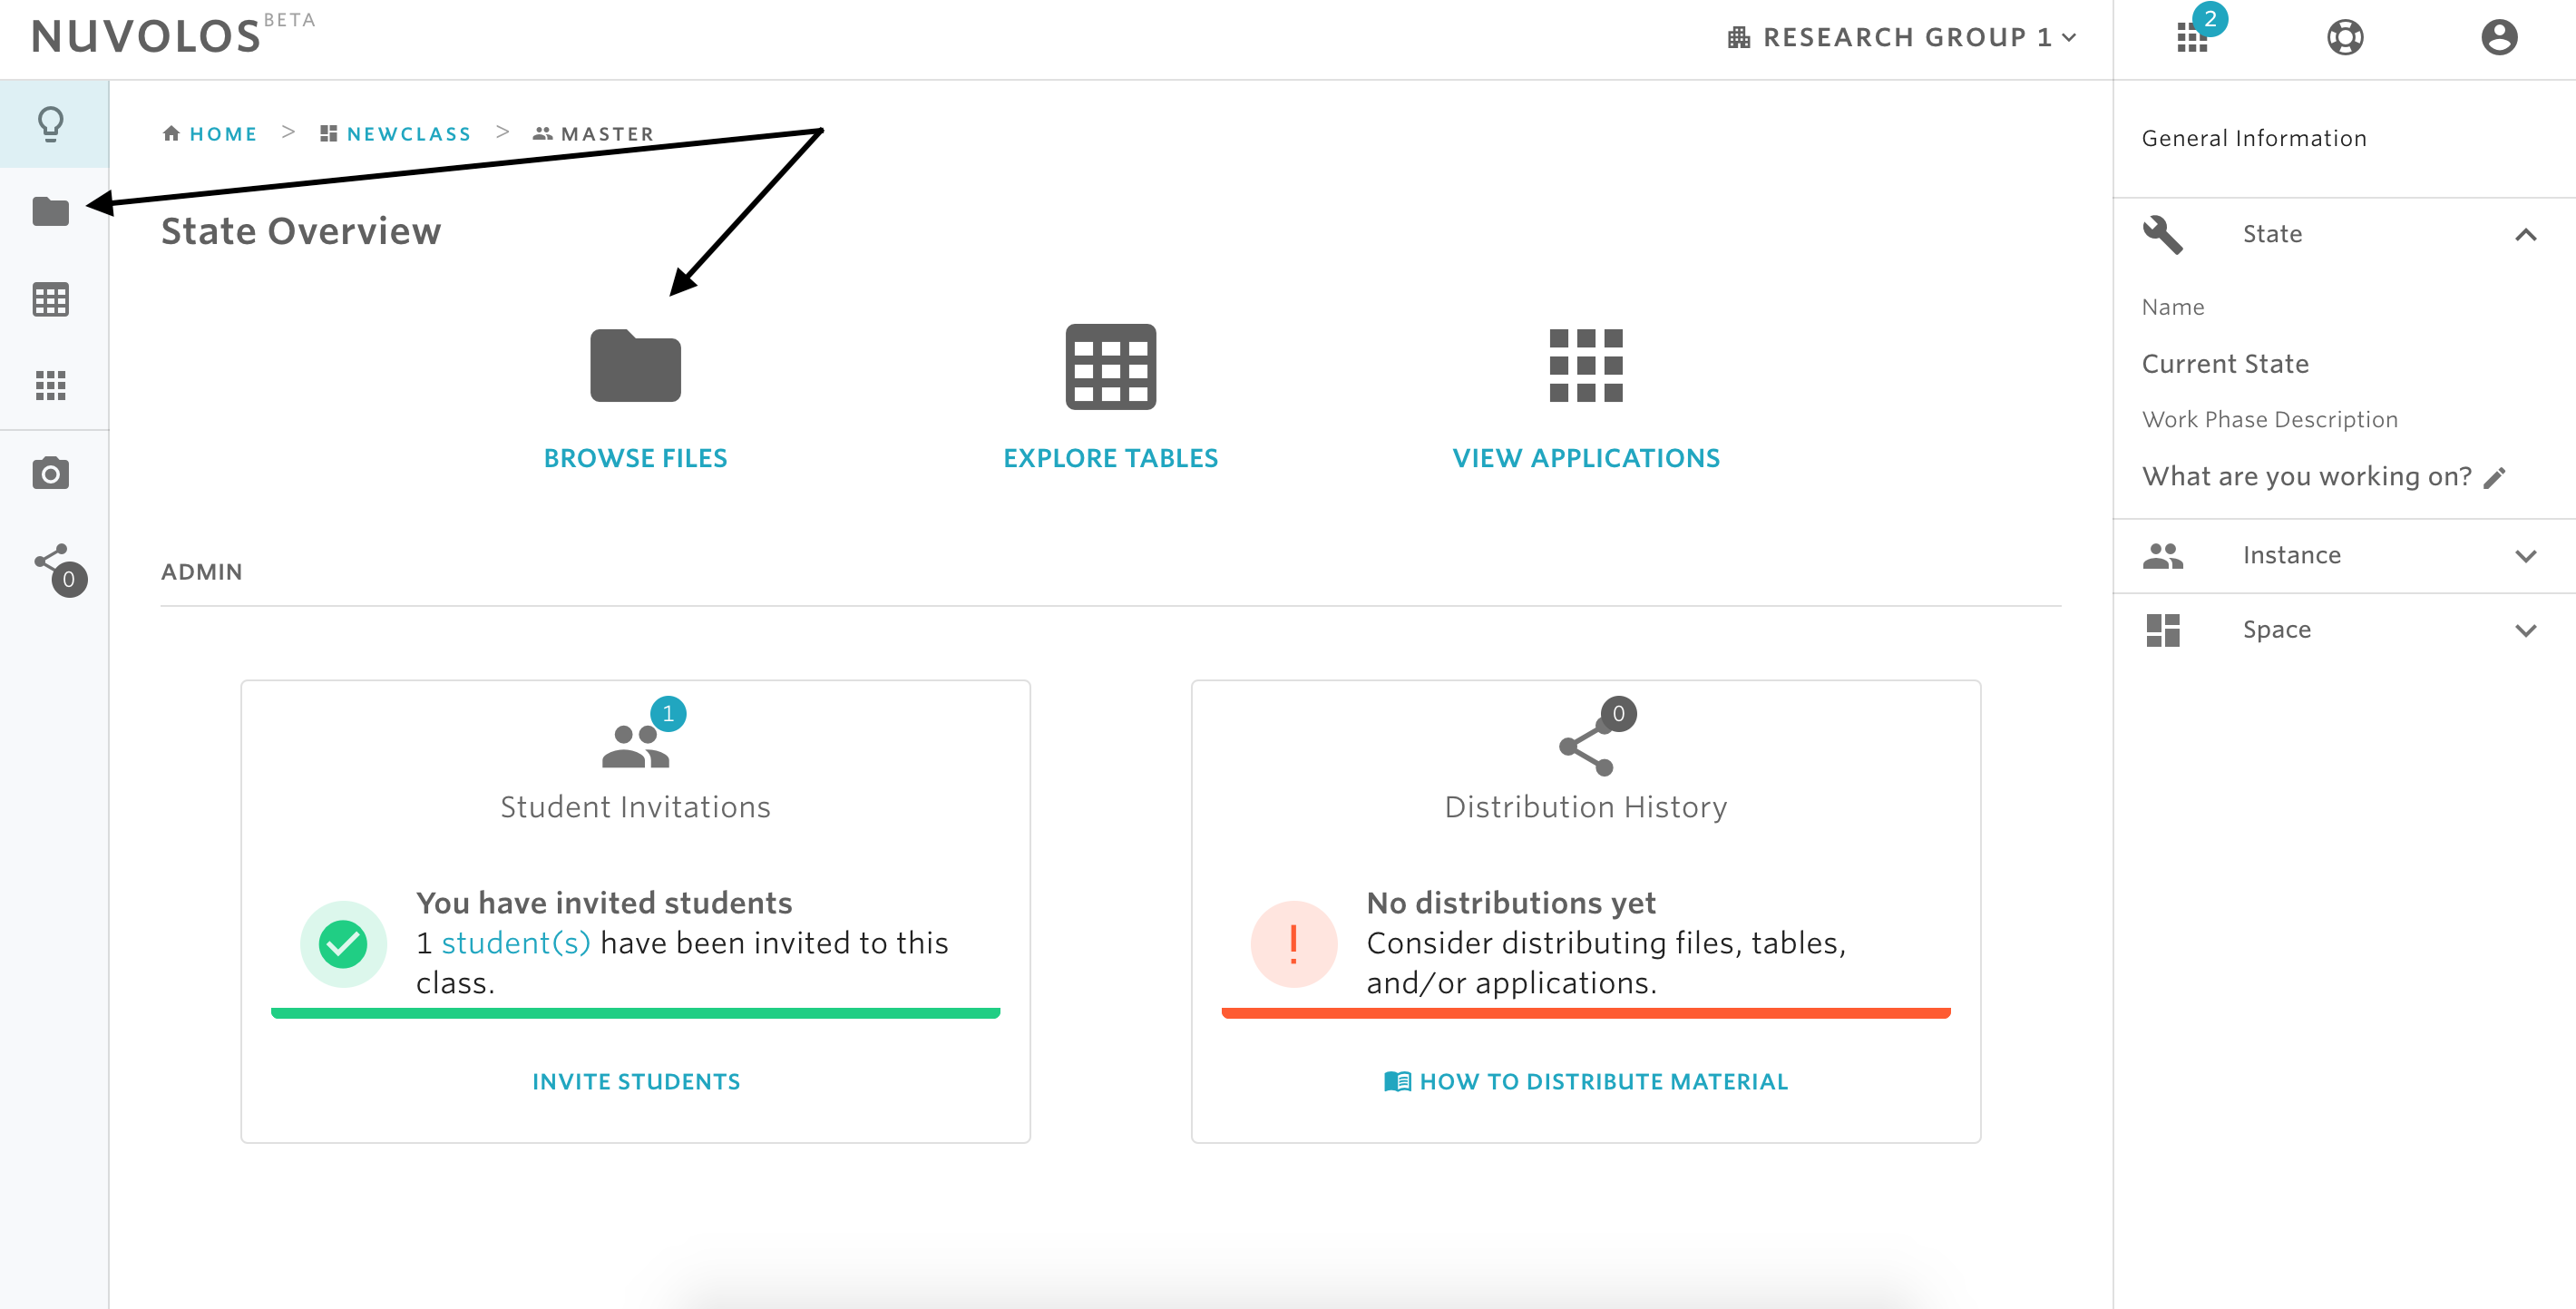 NUVOLOS BETA
RESEARCH GROUP 1
2
HOME > NEWCLASS > MASTER
State Overview
BROWSE FILES
EXPLORE TABLES
VIEW APPLICATIONS
0
ADMIN
1
Student Invitations
You have invited students
1 student(s) have been invited to this
class.
INVITE STUDENTS
0
Distribution History
!
No distributions yet
Consider distributing files, tables,
and/or applications.
HOW TO DISTRIBUTE MATERIAL
General Information
State
Name
Current State
Work Phase Description
What are you working on?
Instance
Space